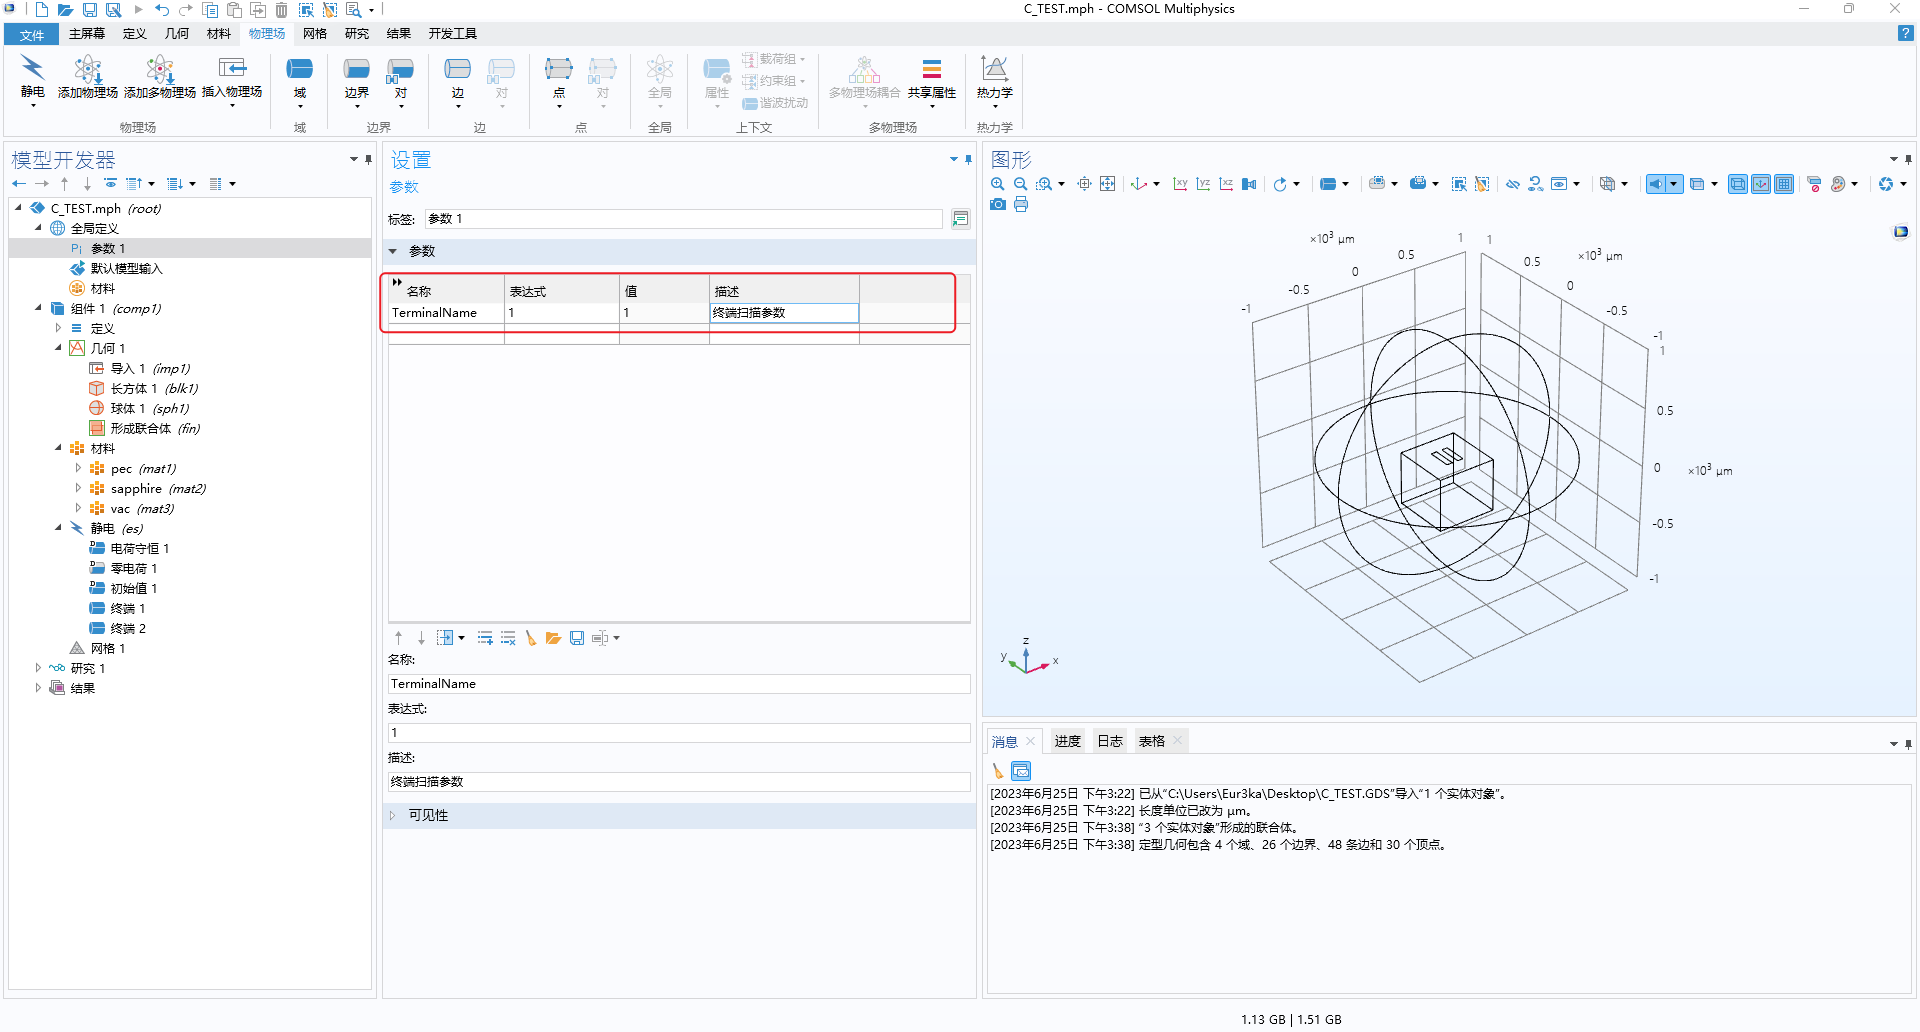 C_TEST.mph - COMSOL Multiphysics
文件 主屏幕 定义 几何 材料 物理场 网格 研究 结果 开发工具
静电 添加物理场 添加多物理场 插入物理场 域 边界 对 边 对 点 对 全局 属性 载荷组 约束组 谐波扰动 多物理场耦合 共享属性 热力学
物理场 域 边界 边 点 全局 上下文 多物理场 热力学
模型开发器
C_TEST.mph (root)
全局定义
Pi 参数 1
默认模型输入
材料
组件 1 (comp1)
定义
几何 1
导入 1 (imp1)
长方体 1 (blk1)
球体 1 (sph1)
形成联合体 (fin)
材料
pec (mat1)
sapphire (mat2)
vac (mat3)
静电 (es)
D 电荷守恒 1
D 零电荷 1
D 初始值 1
终端 1
终端 2
网格 1
研究 1
结果
设置
参数
标签: 参数 1
参数
名称 表达式 值 描述
TerminalName 1 1 终端扫描参数
名称:
TerminalName
表达式:
1
描述:
终端扫描参数
可见性
图形
xy yz xz
×10³ µm 1 1 ×10³ µm
0.5 0.5
0 0
-0.5 -0.5
-1 -1
1
0.5
0 ×10³ µm
-0.5
-1
z
y x
消息 进度 日志 表格
[2023年6月25日 下午3:22] 已从“C:\Users\Eur3ka\Desktop\C_TEST.GDS”导入“1 个实体对象”。
[2023年6月25日 下午3:22] 长度单位已改为 µm。
[2023年6月25日 下午3:38] “3 个实体对象”形成的联合体。
[2023年6月25日 下午3:38] 定型几何包含 4 个域、26 个边界、48 条边和 30 个顶点。
1.13 GB | 1.51 GB